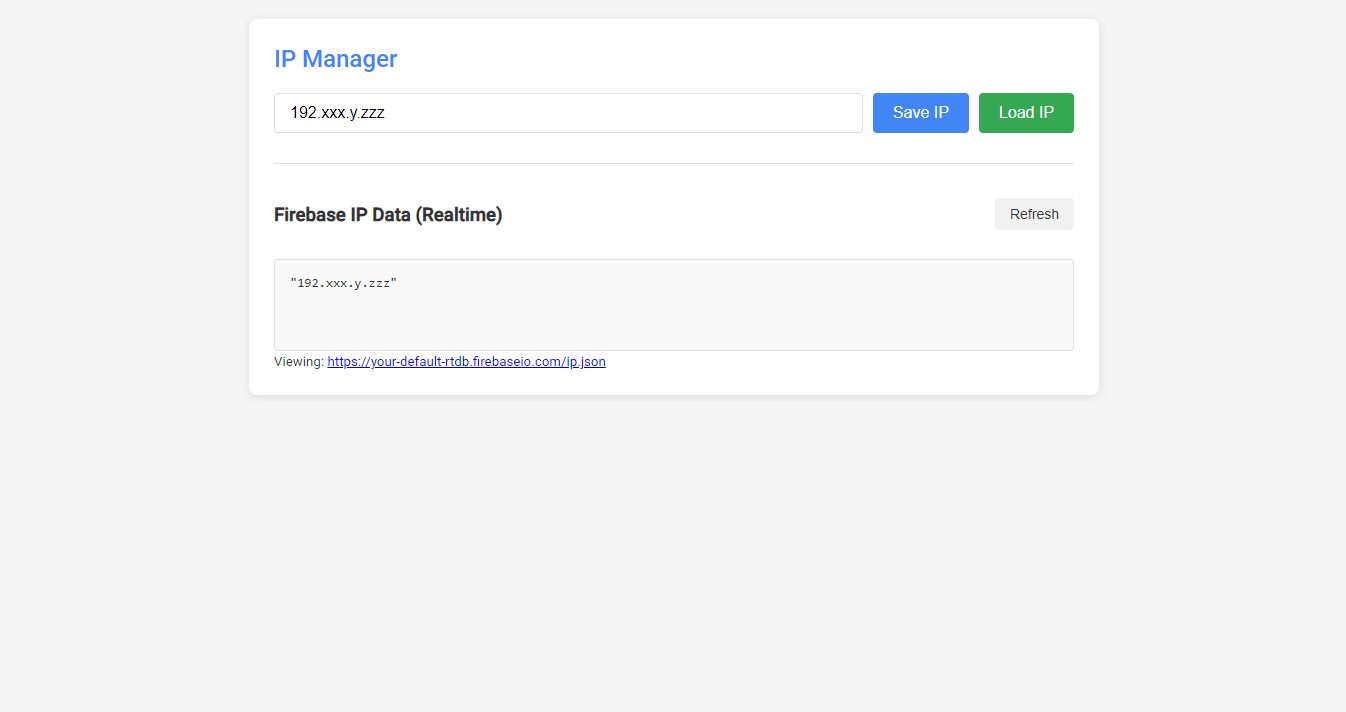 IP Manager
192.xxx.y.zzz Save IP Load IP
Firebase IP Data (Realtime) Refresh
"192.xxx.y.zzz"
Viewing: https://your-default-rtdb.firebaseio.com/ip.json